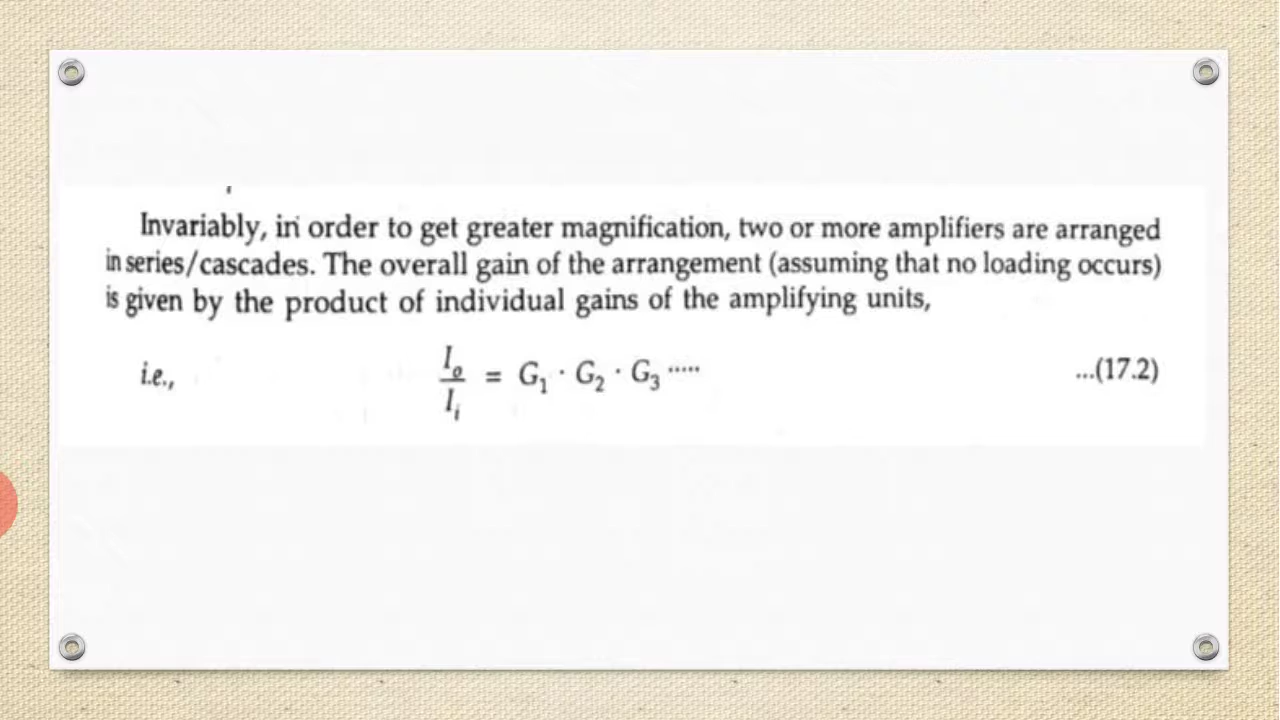 Invariably, in order to get greater magnification, two or more amplifiers are arranged
in series/cascades. The overall gain of the arrangement (assuming that no loading occurs)
is given by the product of individual gains of the amplifying units,
i.e., I_o/I_i = G_1 · G_2 · G_3 ····· ...(17.2)